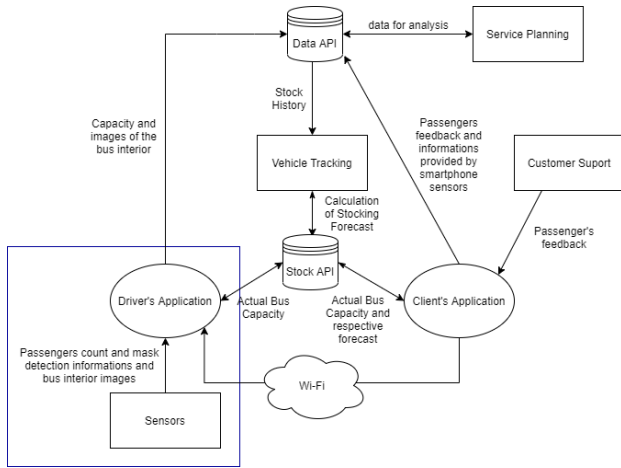 data for analysis
Data API
Service Planning
Stock
History
Capacity and
images of the
bus interior
Passengers
feedback and
informations
provided by
smartphone
sensors
Vehicle Tracking
Customer Suport
Calculation
of Stocking
Forecast
Passenger's
feedback
Stock API
Driver's Application
Actual Bus
Capacity
Actual Bus
Capacity and
respective
forecast
Client's Application
Passengers count and mask
detection informations and
bus interior images
Wi-Fi
Sensors